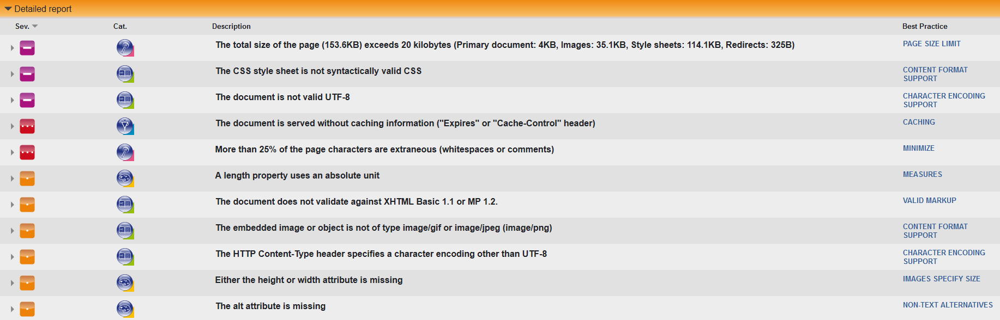 Detailed report
Sev. Cat. Description Best Practice
The total size of the page (153.6KB) exceeds 20 kilobytes (Primary document: 4KB, Images: 35.1KB, Style sheets: 114.1KB, Redirects: 325B) PAGE SIZE LIMIT
The CSS style sheet is not syntactically valid CSS CONTENT FORMAT
SUPPORT
The document is not valid UTF-8 CHARACTER ENCODING
SUPPORT
The document is served without caching information ("Expires" or "Cache-Control" header) CACHING
More than 25% of the page characters are extraneous (whitespaces or comments) MINIMIZE
A length property uses an absolute unit MEASURES
The document does not validate against XHTML Basic 1.1 or MP 1.2. VALID MARKUP
The embedded image or object is not of type image/gif or image/jpeg (image/png) CONTENT FORMAT
SUPPORT
The HTTP Content-Type header specifies a character encoding other than UTF-8 CHARACTER ENCODING
SUPPORT
Either the height or width attribute is missing IMAGES SPECIFY SIZE
The alt attribute is missing NON-TEXT ALTERNATIVES